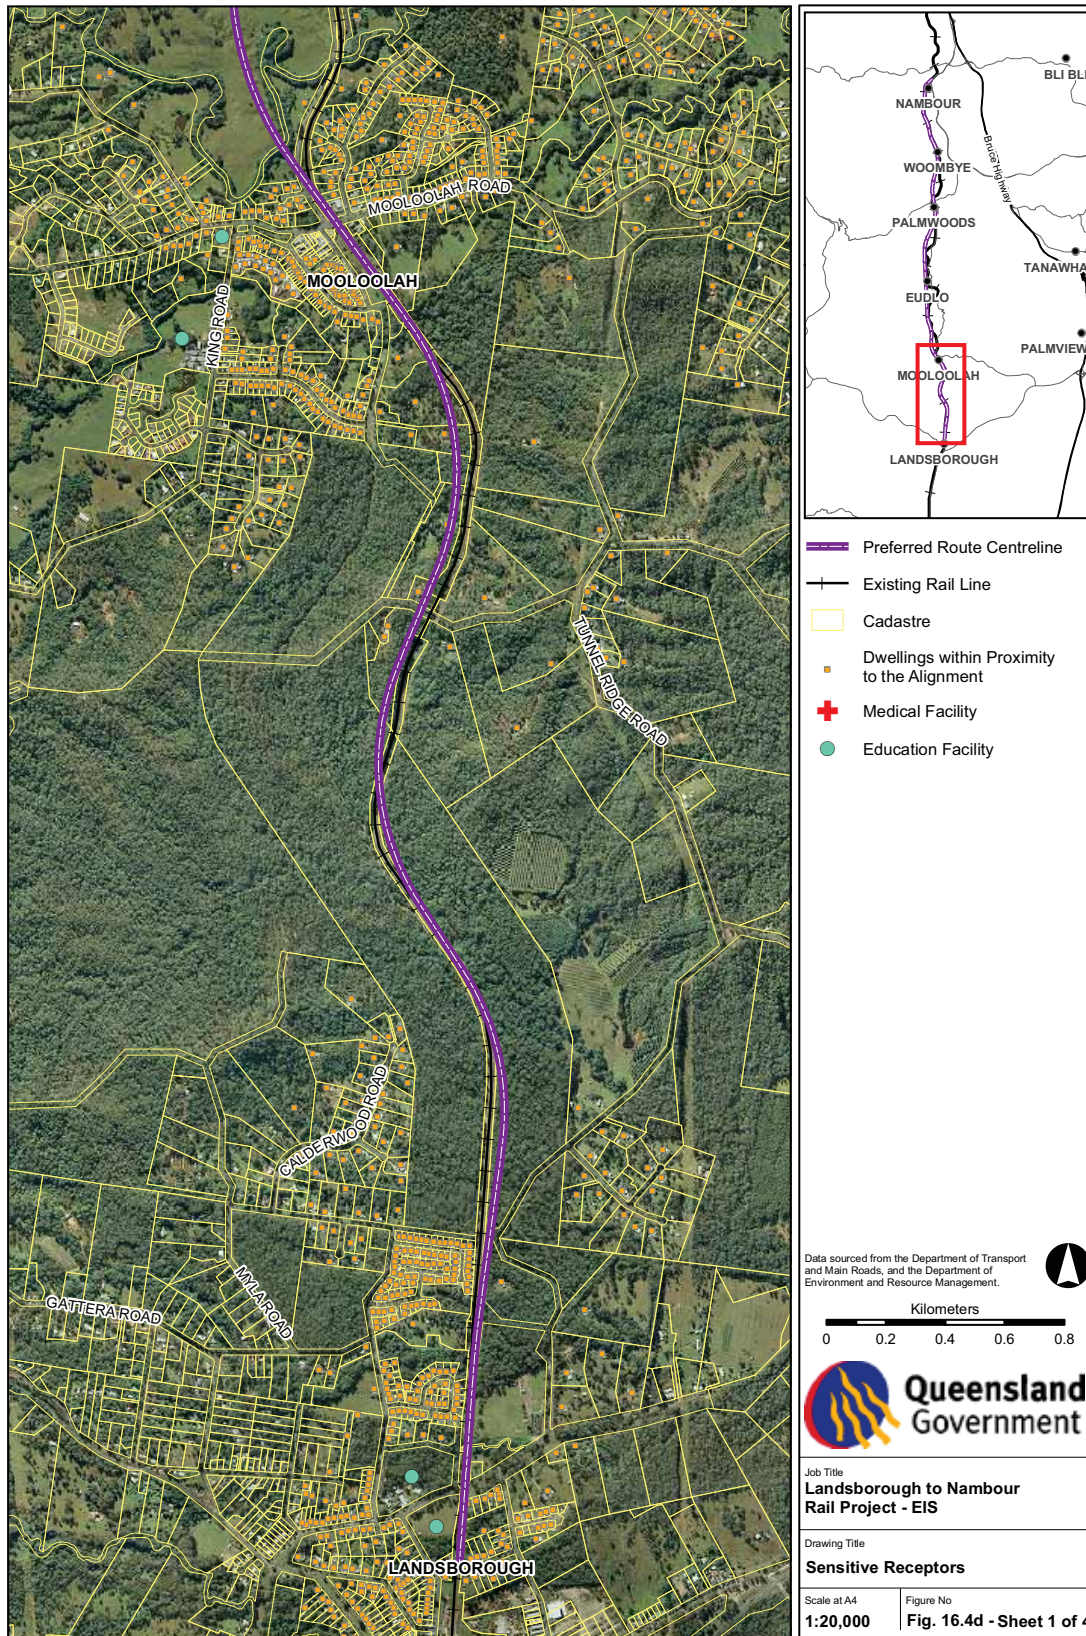 MOOLOOLAH ROAD
MOOLOOLAH
KING ROAD
TUNNEL RIDGE ROAD
CALDERWOOD ROAD
MYLA ROAD
GATTERA ROAD
LANDSBOROUGH
BLI BLI
NAMBOUR
Bruce Highway
WOOMBYE
PALMWOODS
TANAWHA
EUDLO
PALMVIEW
MOOLOOLAH
LANDSBOROUGH
Preferred Route Centreline
Existing Rail Line
Cadastre
Dwellings within Proximity
to the Alignment
Medical Facility
Education Facility
Data sourced from the Department of Transport
and Main Roads, and the Department of
Environment and Resource Management.
Kilometers
0 0.2 0.4 0.6 0.8
Queensland
Government
Job Title
Landsborough to Nambour
Rail Project - EIS
Drawing Title
Sensitive Receptors
Scale at A4
1:20,000
Figure No
Fig. 16.4d - Sheet 1 of 4